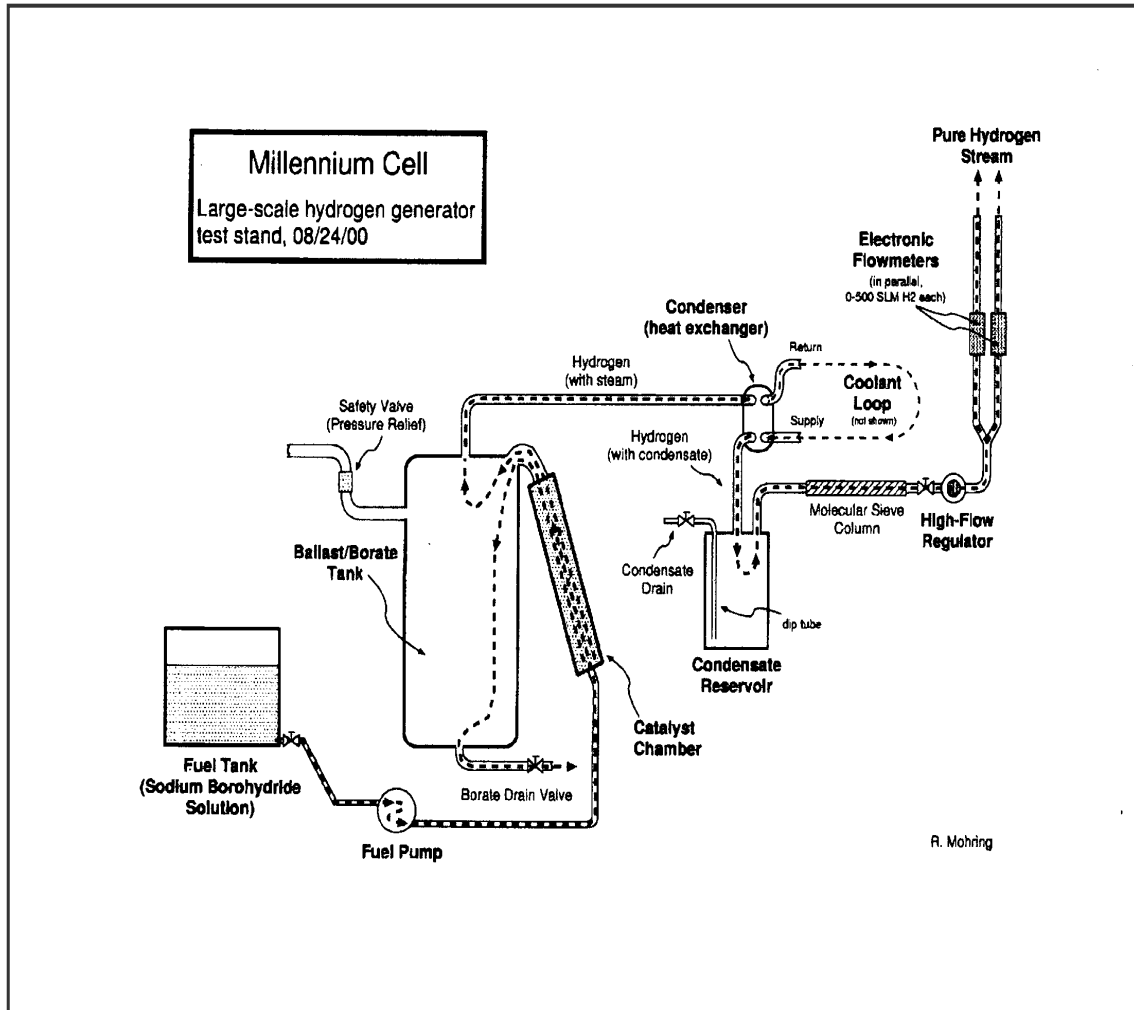 Millennium Cell
Large-scale hydrogen generator
test stand, 08/24/00
Pure Hydrogen
Stream
Electronic
Flowmeters
(in parallel,
0-500 SLM H2 each)
Condenser
(heat exchanger)
Return
Hydrogen
(with steam)
Coolant
Loop
(not shown)
Supply
Safety Valve
(Pressure Relief)
Hydrogen
(with condensate)
Molecular Sieve
Column
High-Flow
Regulator
Ballast/Borate
Tank
Condensate
Drain
dip tube
Condensate
Reservoir
Catalyst
Chamber
Fuel Tank
(Sodium Borohydride
Solution)
Borate Drain Valve
Fuel Pump
R. Mohring